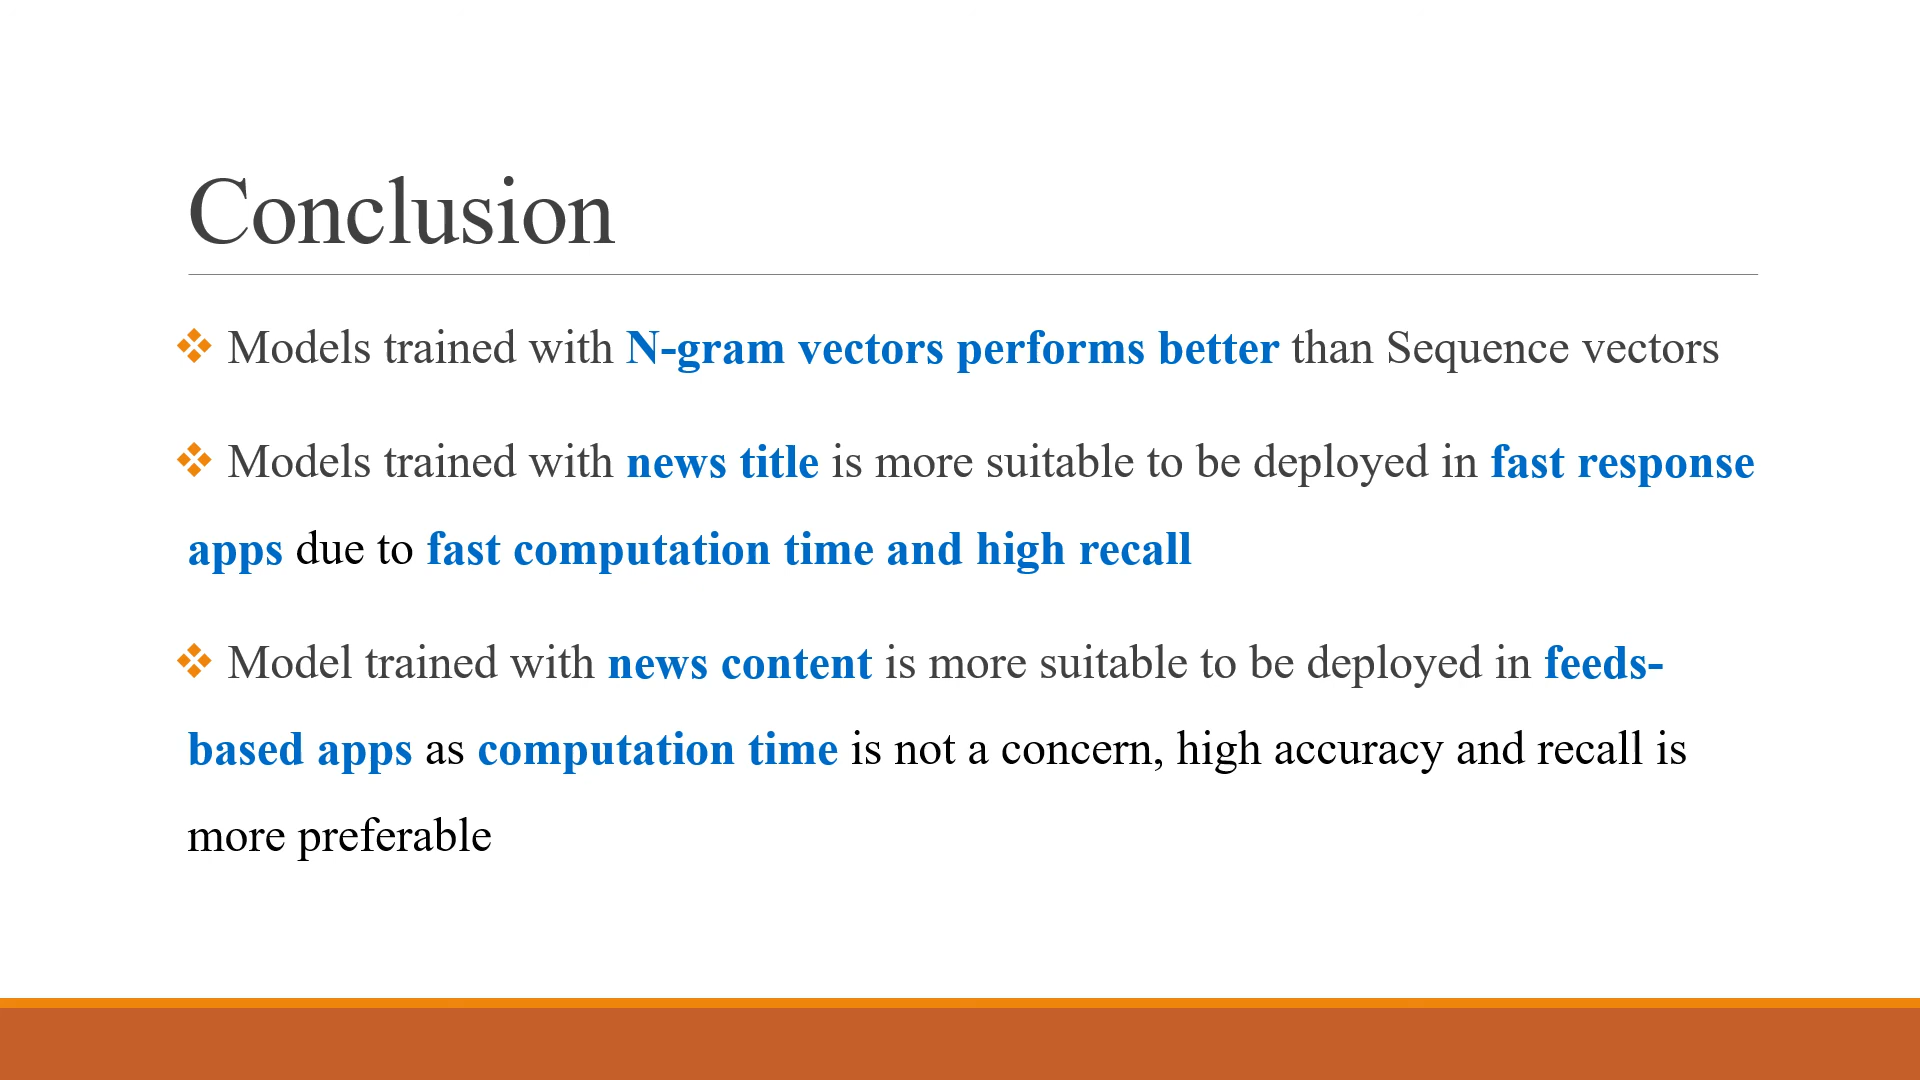 Conclusion
❖ Models trained with N-gram vectors performs better than Sequence vectors
❖ Models trained with news title is more suitable to be deployed in fast response
apps due to fast computation time and high recall
❖ Model trained with news content is more suitable to be deployed in feeds-
based apps as computation time is not a concern, high accuracy and recall is
more preferable